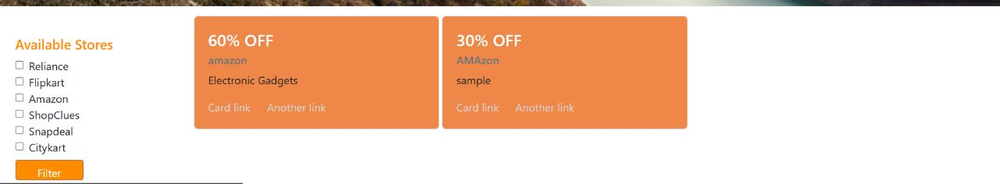 Available Stores
Reliance
Flipkart
Amazon
ShopClues
Snapdeal
Citykart
Filter
60% OFF
amazon
Electronic Gadgets
Card link Another link
30% OFF
AMAzon
sample
Card link Another link